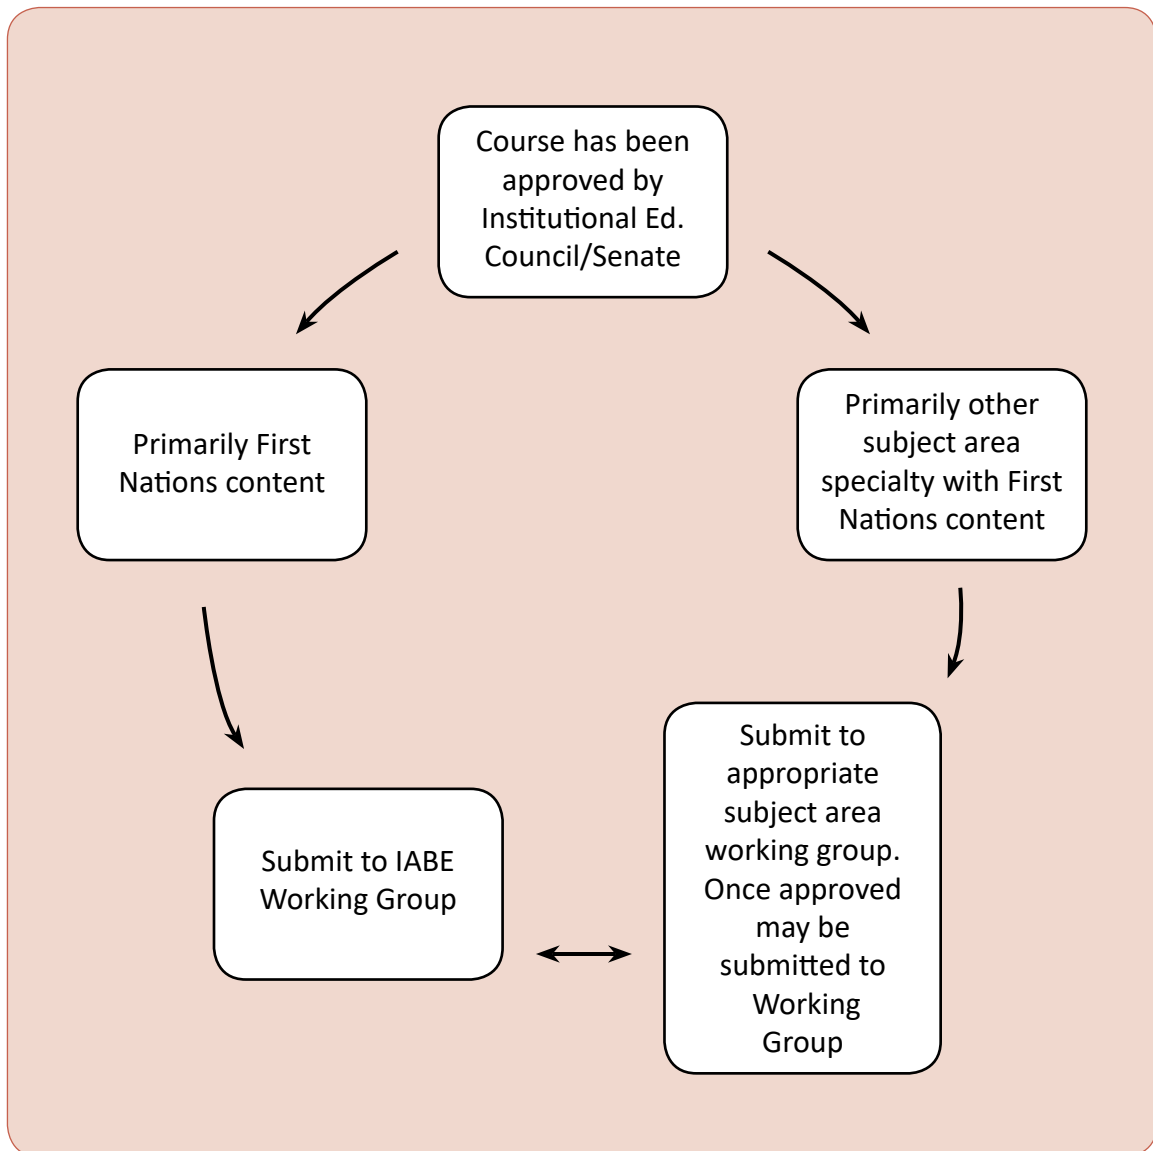 Course has been
approved by
Institutional Ed.
Council/Senate
Primarily First
Nations content
Primarily other
subject area
specialty with First
Nations content
Submit to IABE
Working Group
Submit to
appropriate
subject area
working group.
Once approved
may be
submitted to
Working
Group